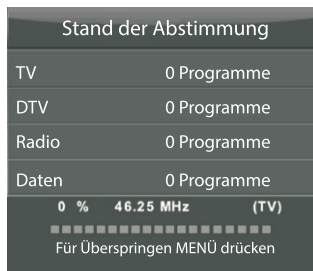 Stand der Abstimmung
TV 0 Programme
DTV 0 Programme
Radio 0 Programme
Daten 0 Programme
0 % 46.25 MHz (TV)
Für Überspringen MENÜ drücken